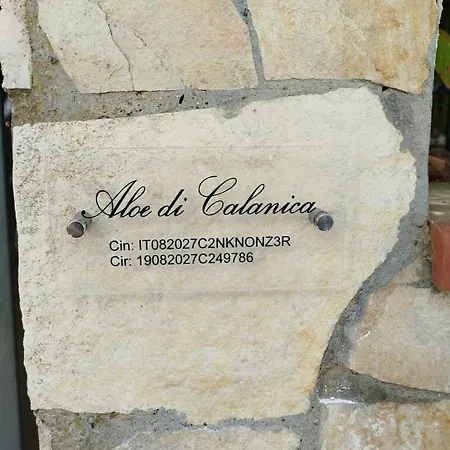 Aloe di Calanica
Cin: IT082027C2NKNONZ3R
Cir: 19082027C249786